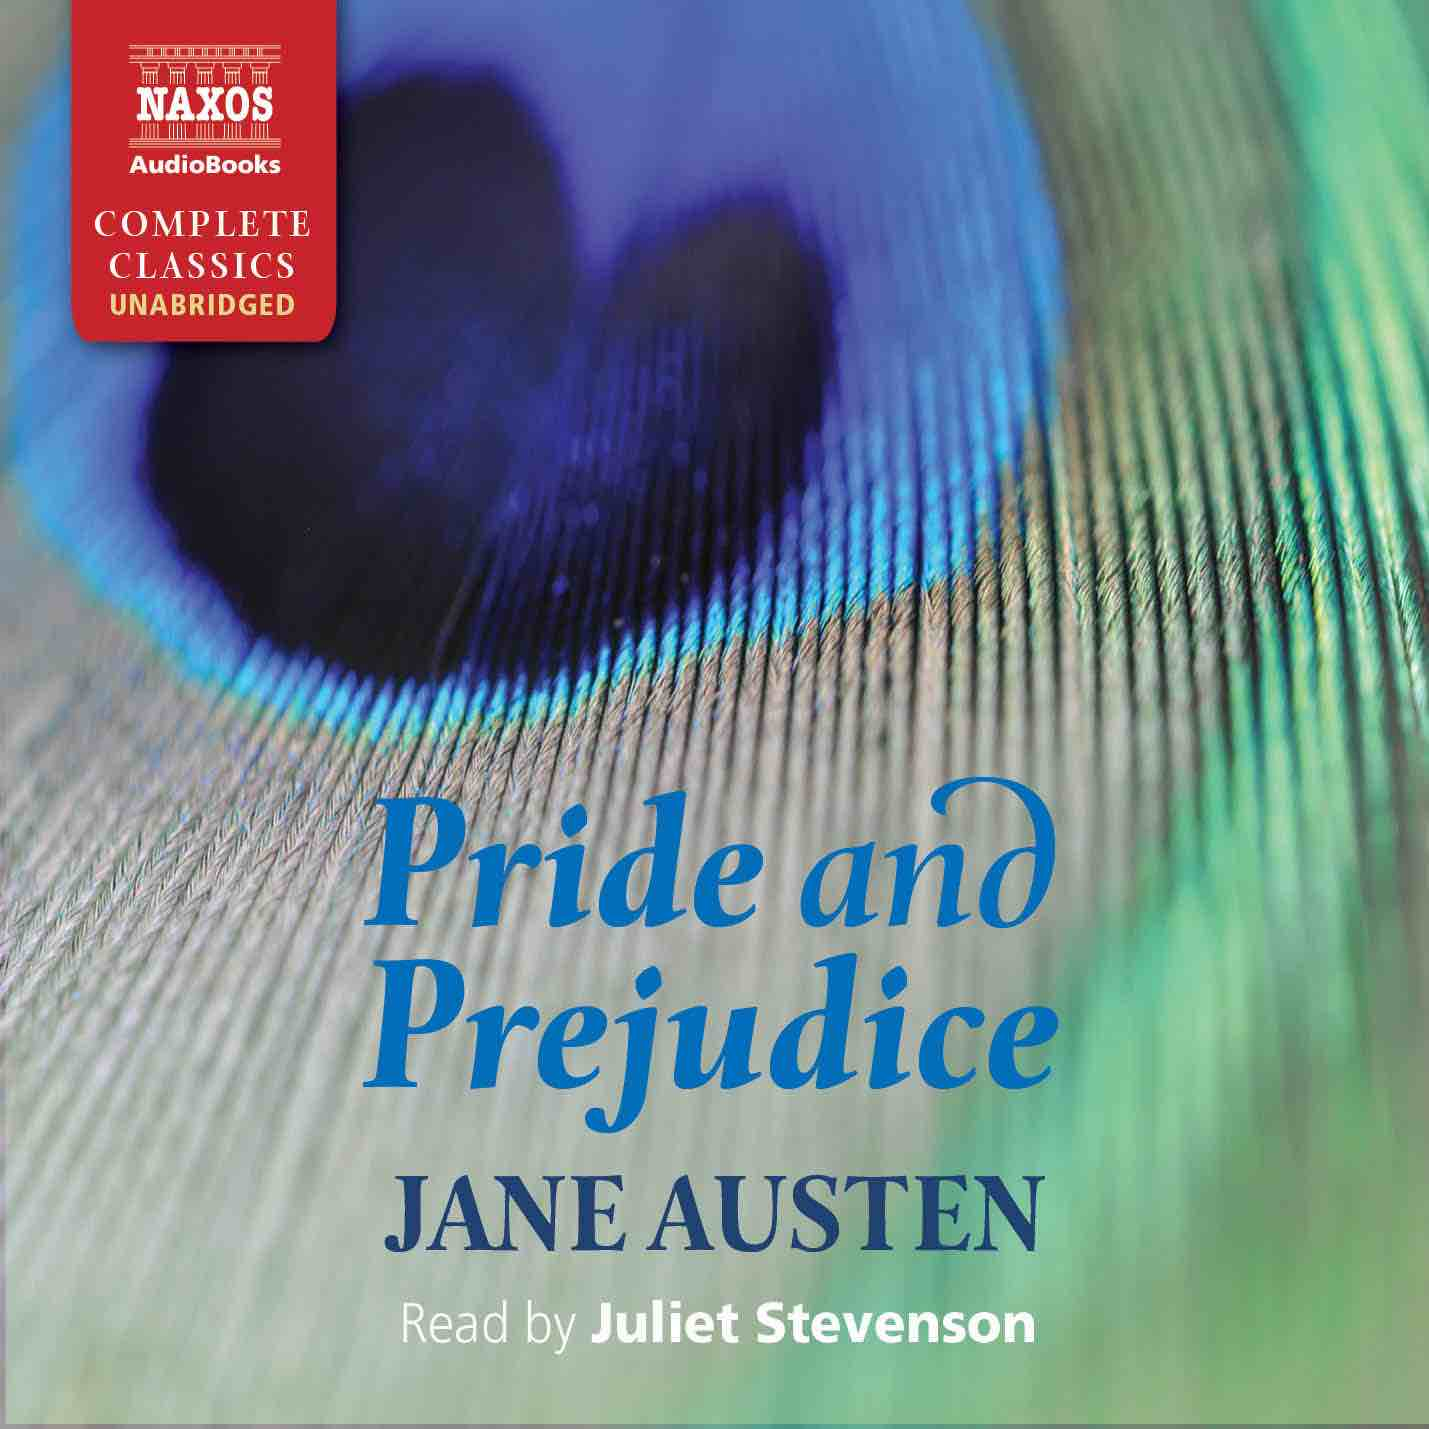 NAXOS
AudioBooks
COMPLETE
CLASSICS
UNABRIDGED
Pride and
Prejudice
JANE AUSTEN
Read by Juliet Stevenson